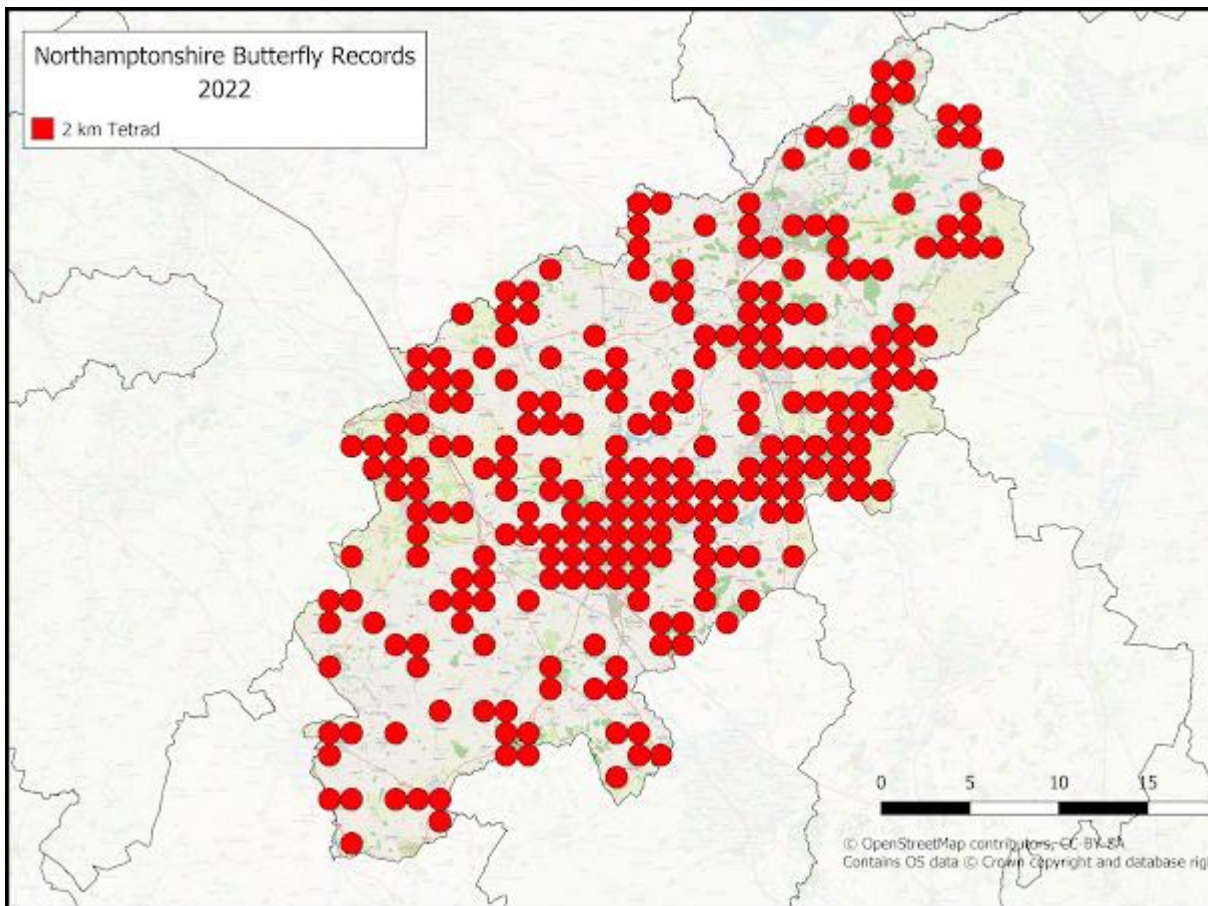 Northamptonshire Butterfly Records
2022
2 km Tetrad
0 5 10 15
© OpenStreetMap contributors, CC-BY-SA
Contains OS data © Crown copyright and database righ